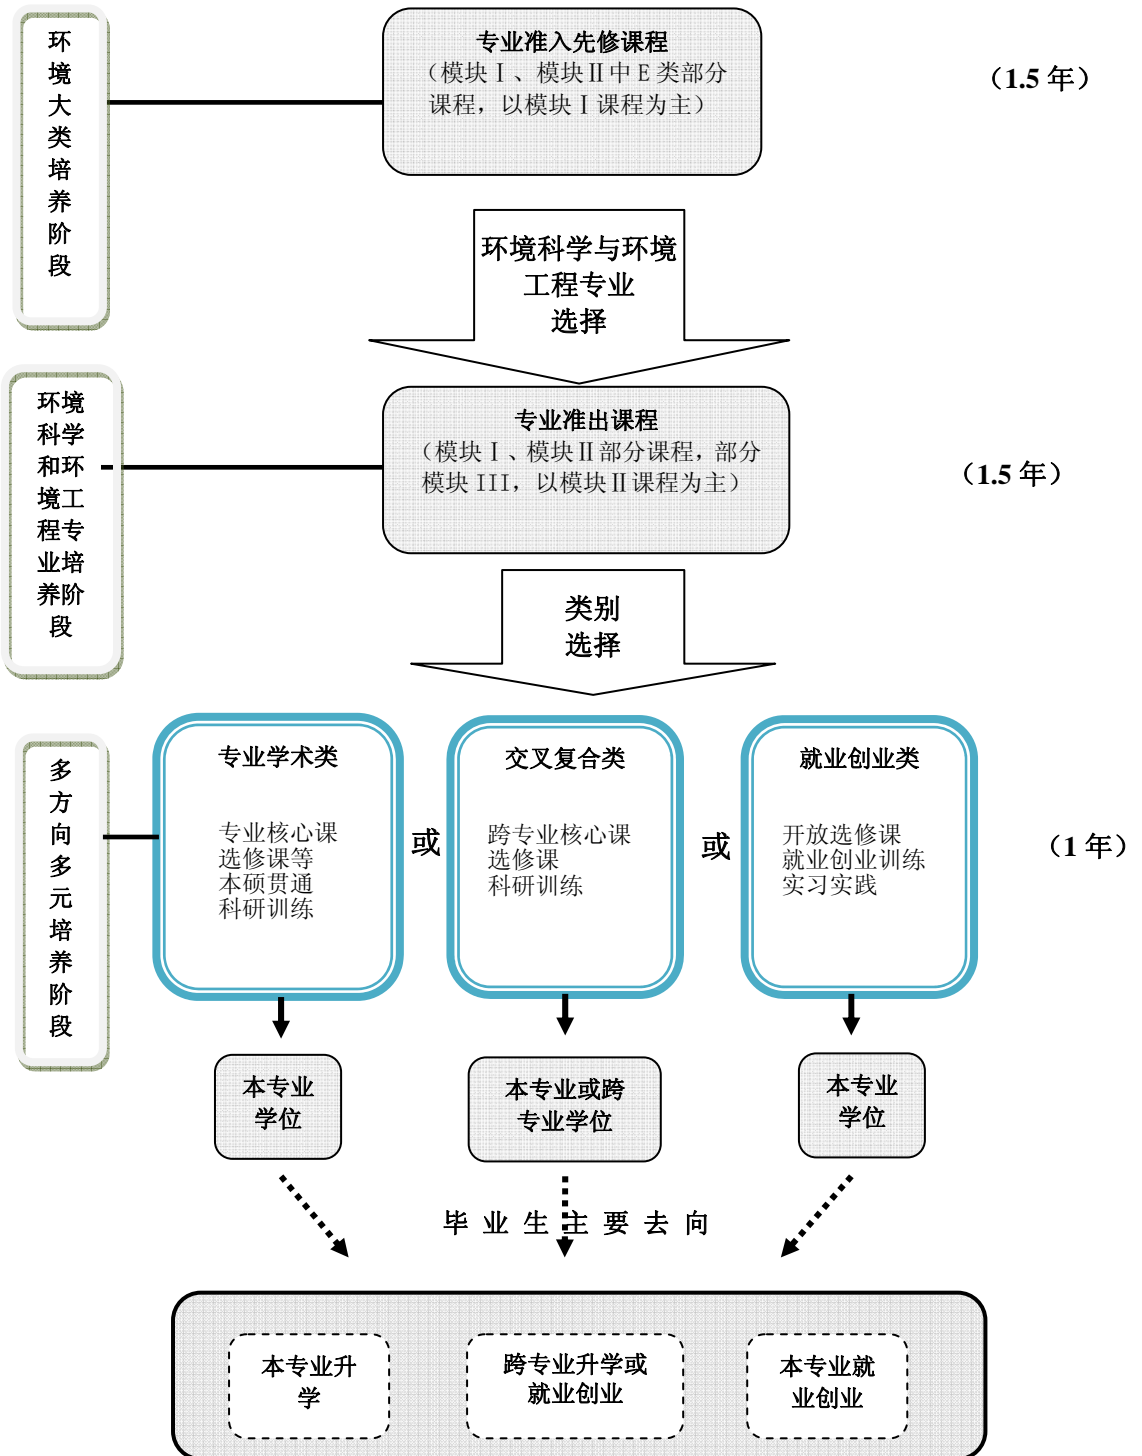 环
境
大
类
培
养
阶
段
专业准入先修课程
（模块Ⅰ、模块Ⅱ中 E 类部分
课程，以模块Ⅰ课程为主）
（1.5 年）
环境科学与环境
工程专业
选择
环境
科学
和环
境工
程专
业培
养阶
段
专业准出课程
（模块Ⅰ、模块Ⅱ部分课程，部分
模块 III，以模块Ⅱ课程为主）
（1.5 年）
类别
选择
多
方
向
多
元
培
养
阶
段
专业学术类
专业核心课
选修课等
本硕贯通
科研训练
或
交叉复合类
跨专业核心课
选修课
科研训练
或
就业创业类
开放选修课
就业创业训练
实习实践
（1 年）
本专业
学位
本专业或跨
专业学位
本专业
学位
毕 业 生 主 要 去 向
本专业升
学
跨专业升学或
就业创业
本专业就
业创业